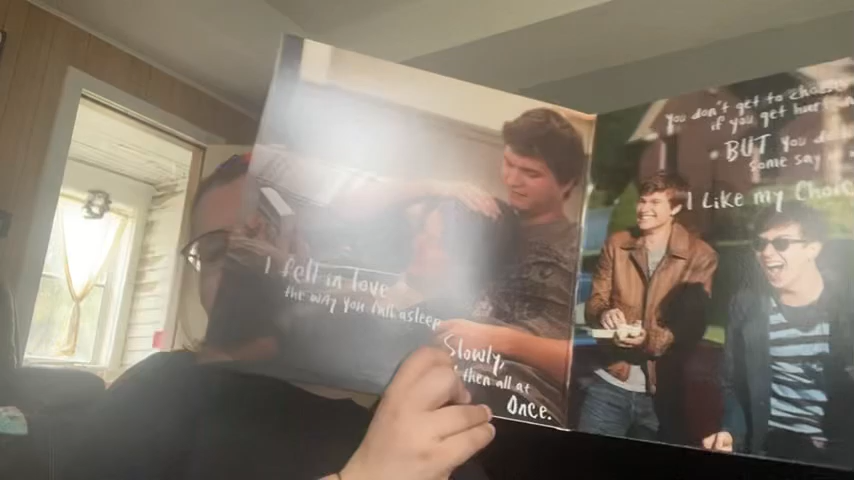 I fell in love
the way you fall asleep
Slowly,
then all at
Once.
You don't get to choose
if you get hurt
BUT you do
some say
I Like my Choic